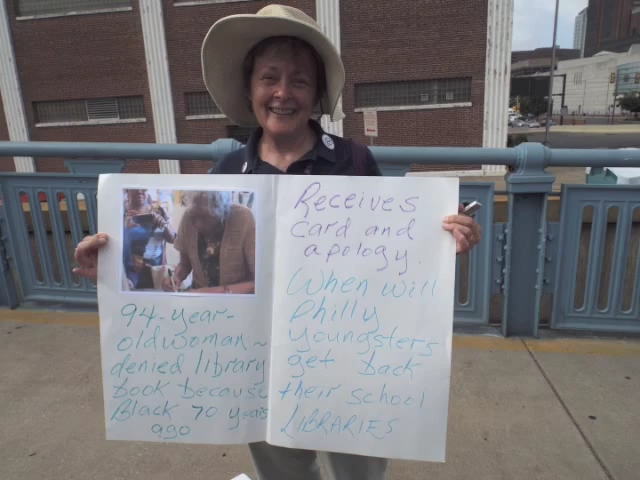 94-year-
old woman ~
denied library
book because
Black 70 years
ago
Receives
card and
apology.
When will
Philly
youngsters
get back
their school
LIBRARIES